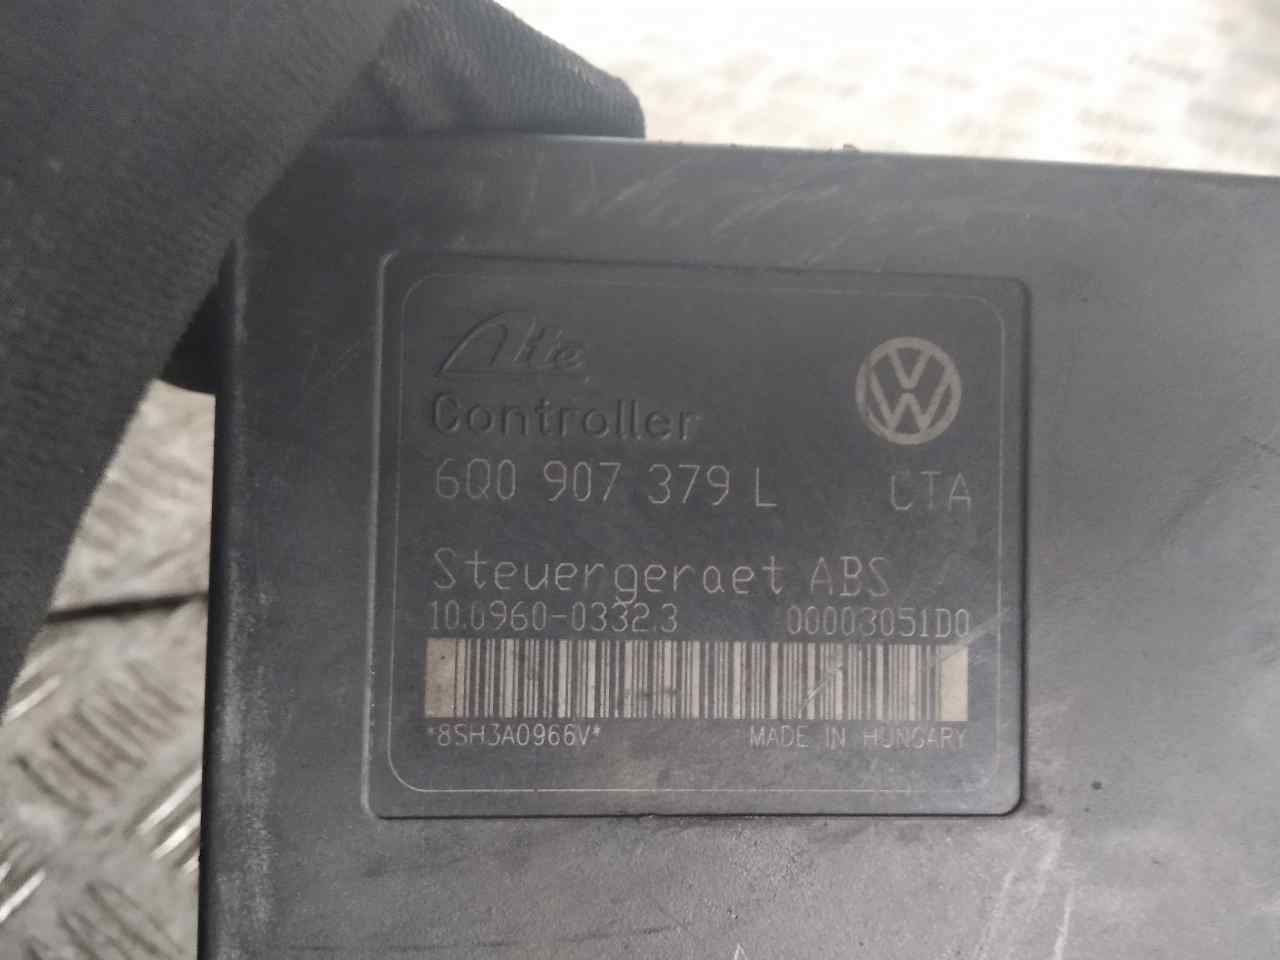 Ate
Controller
6Q0 907 379 L CTA
Steuergeraet ABS
10.0960-0332.3 00003051D0
*8SH3A0966V* MADE IN HUNGARY